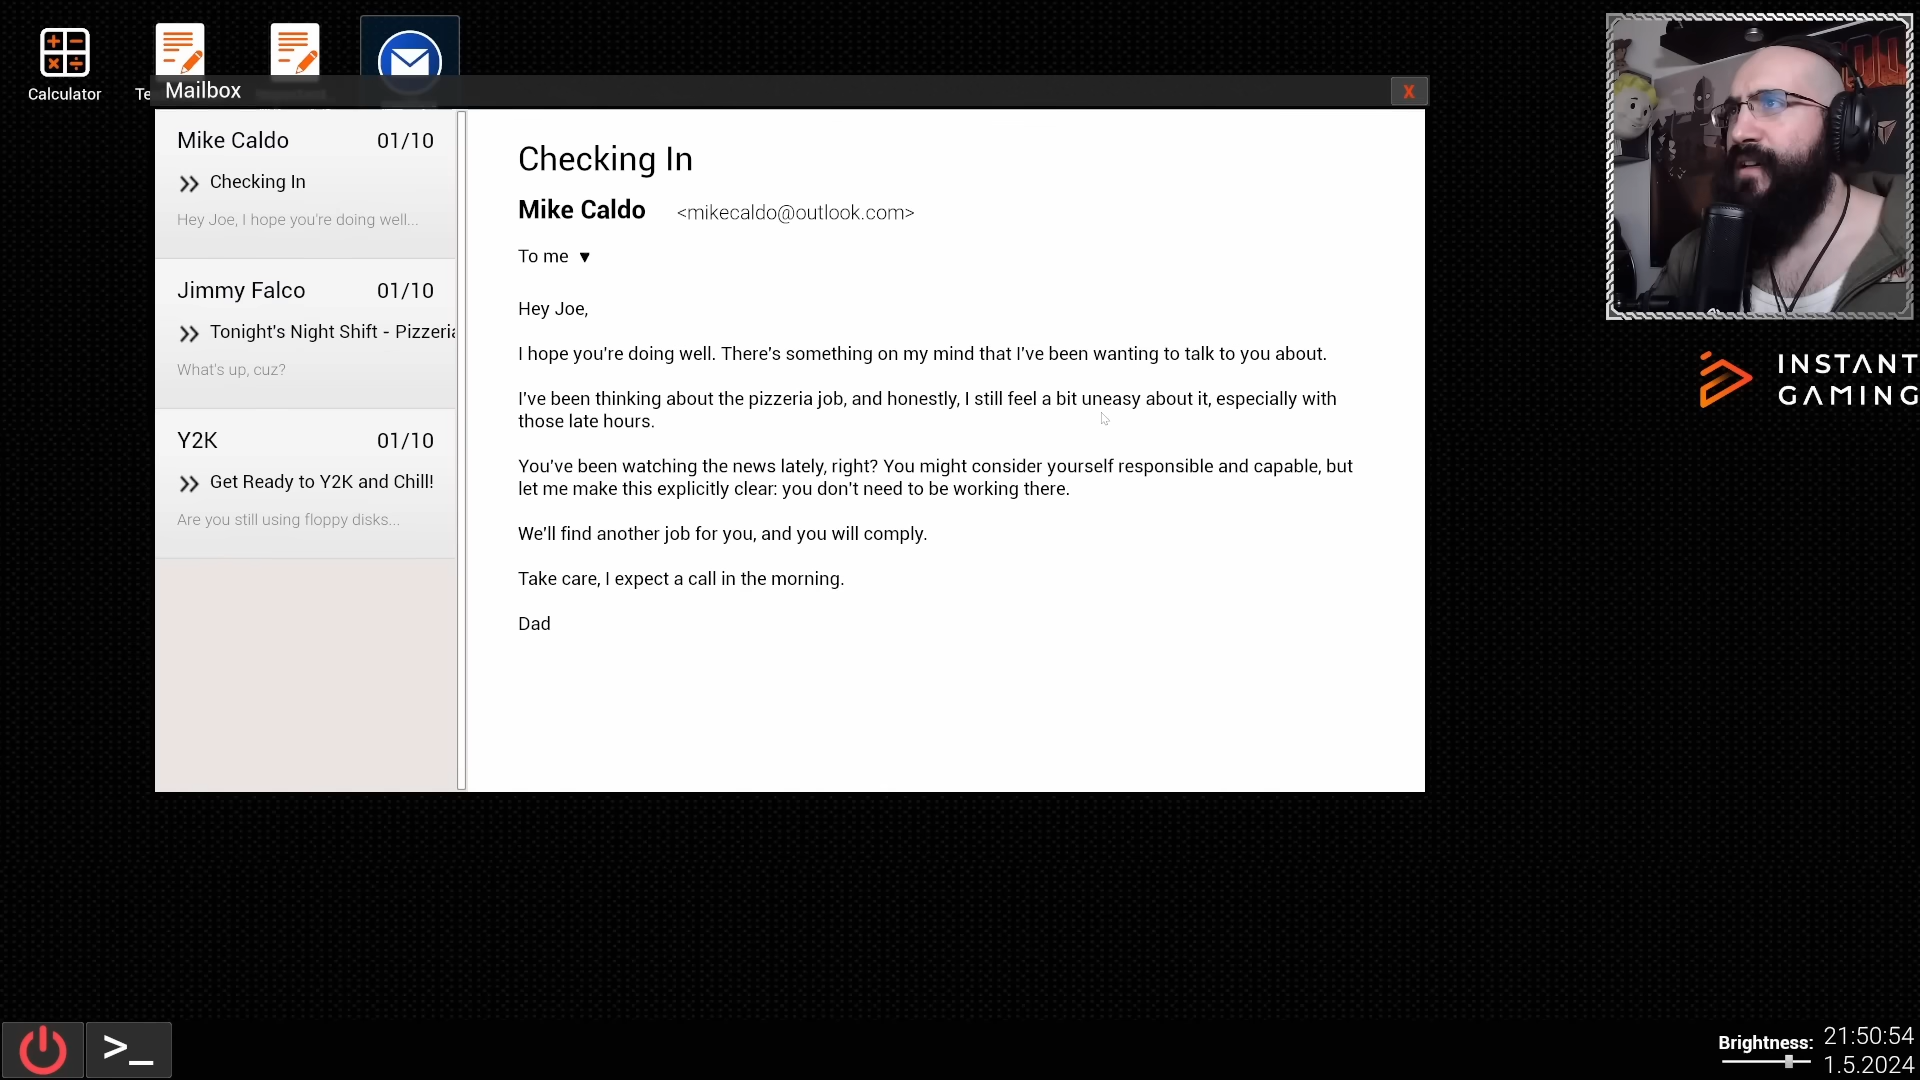 Calculator
Te
Mailbox
X
Mike Caldo 01/10
Checking In
Hey Joe, I hope you're doing well...
Jimmy Falco 01/10
Tonight's Night Shift - Pizzeria
What's up, cuz?
Y2K 01/10
Get Ready to Y2K and Chill!
Are you still using floppy disks...
Checking In
Mike Caldo <mikecaldo@outlook.com>
To me ▼
Hey Joe,
I hope you're doing well. There's something on my mind that I've been wanting to talk to you about.
I've been thinking about the pizzeria job, and honestly, I still feel a bit uneasy about it, especially with
those late hours.
You've been watching the news lately, right? You might consider yourself responsible and capable, but
let me make this explicitly clear: you don't need to be working there.
We'll find another job for you, and you will comply.
Take care, I expect a call in the morning.
Dad
INSTANT
GAMING
>_
Brightness:
21:50:54
1.5.2024